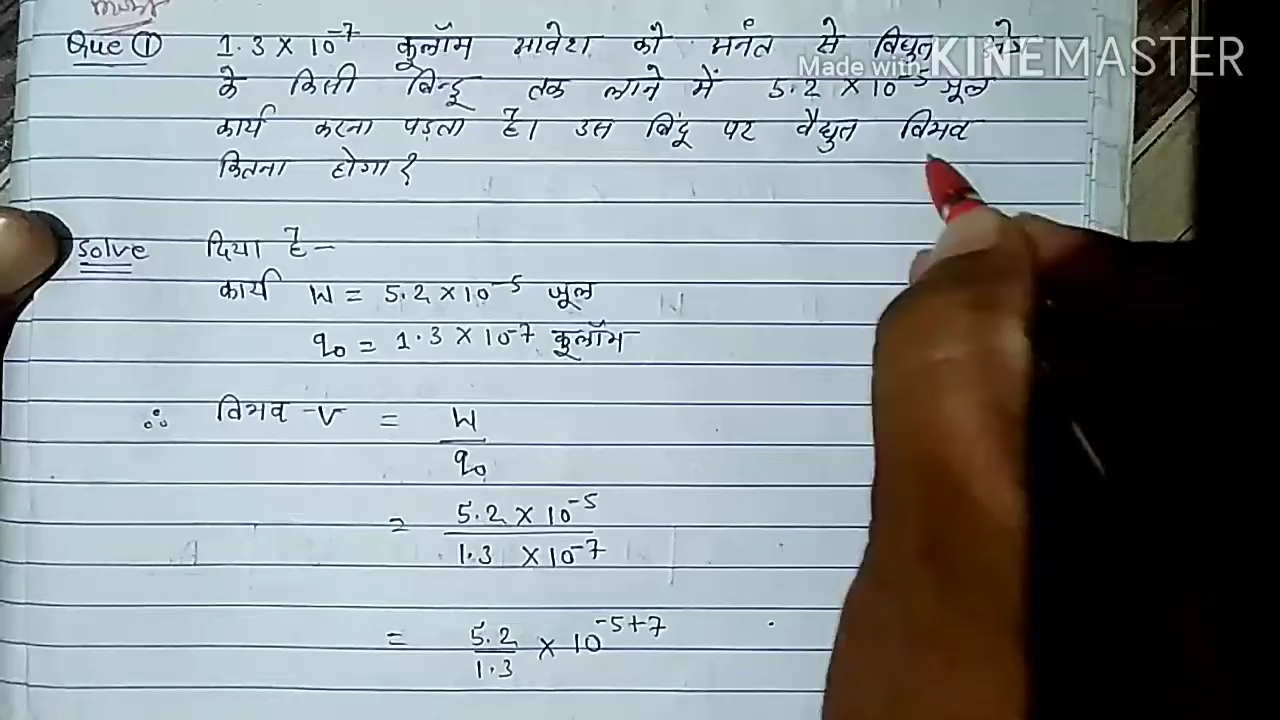 Que ① 1.3 × 10⁻⁷ कूलॉम आवेश को अनंत से विद्युत
Made with KINEMASTER
के किसी बिन्दू तक लाने में 5.2 × 10⁻⁵ जूल
कार्य करना पड़ता है। उस बिंदू पर वैद्युत विभव
कितना होगा?
Solve दिया है –
कार्य W = 5.2 × 10⁻⁵ जूल
q₀ = 1.3 × 10⁻⁷ कूलॉम
∴ विभव - V = W / q₀
= 5.2 × 10⁻⁵ / 1.3 × 10⁻⁷
= 5.2 / 1.3 × 10⁻⁵⁺⁷